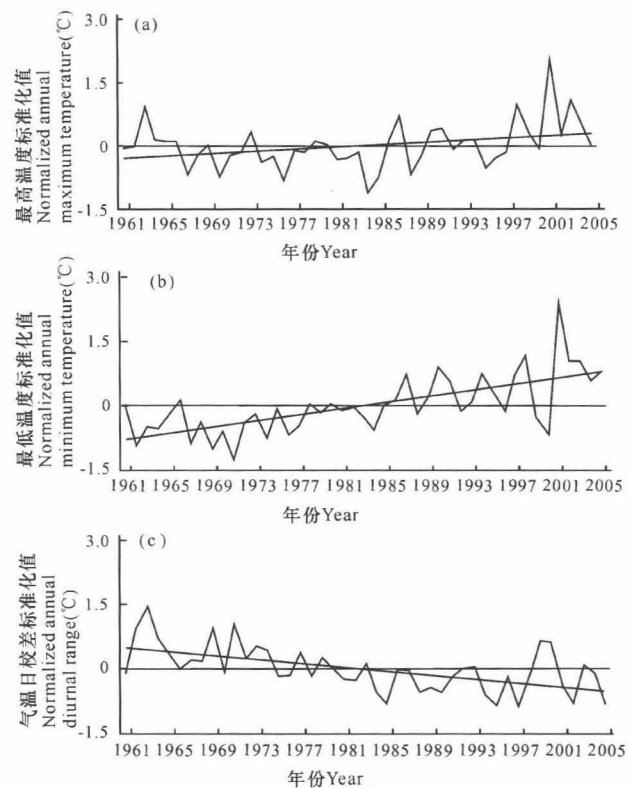 (a)
3.0
1.5
0
-1.5
最高温度标准化值
Normalized annual
maximum temperature(℃)
1961 1965 1969 1973 1977 1981 1985 1989 1993 1997 2001 2005
年份Year
(b)
3.0
1.5
0
-1.5
最低温度标准化值
Normalized annual
minimum temperature(℃)
1961 1965 1969 1973 1977 1981 1985 1989 1993 1997 2001 2005
年份Year
(c)
3.0
1.5
0
-1.5
气温日校差标准化值
Normalized annual
diurnal range(℃)
1961 1965 1969 1973 1977 1981 1985 1989 1993 1997 2001 2005
年份Year